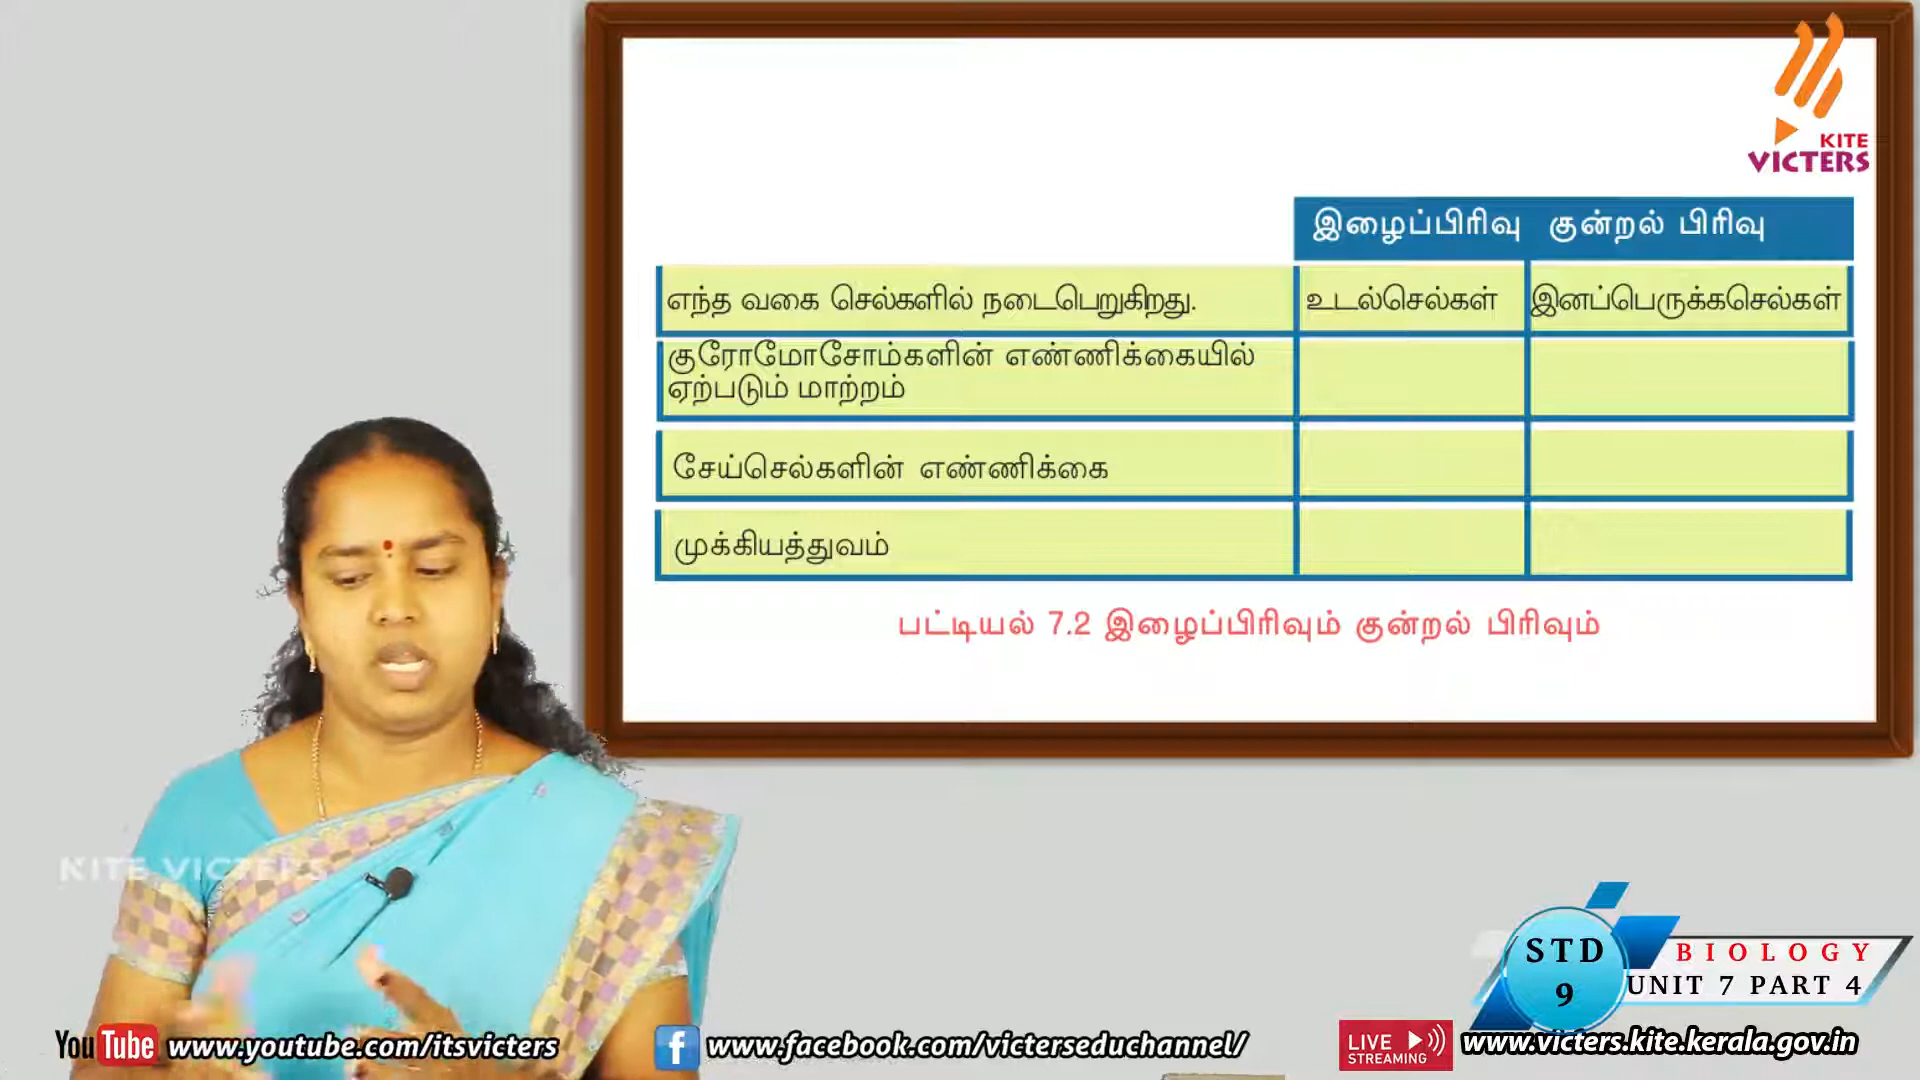 KITE
VICTERS
இழைப்பிரிவு குன்றல் பிரிவு
எந்த வகை செல்களில் நடைபெறுகிறது. உடல்செல்கள் இனப்பெருக்கசெல்கள்
குரோமோசோம்களின் எண்ணிக்கையில்
ஏற்படும் மாற்றம்
சேய்செல்களின் எண்ணிக்கை
முக்கியத்துவம்
பட்டியல் 7.2 இழைப்பிரிவும் குன்றல் பிரிவும்
KITE VICTERS
STD
9
BIOLOGY
UNIT 7 PART 4
You Tube www.youtube.com/itsvicters
f www.facebook.com/victerseduchannel/
LIVE
STREAMING
www.victers.kite.kerala.gov.in